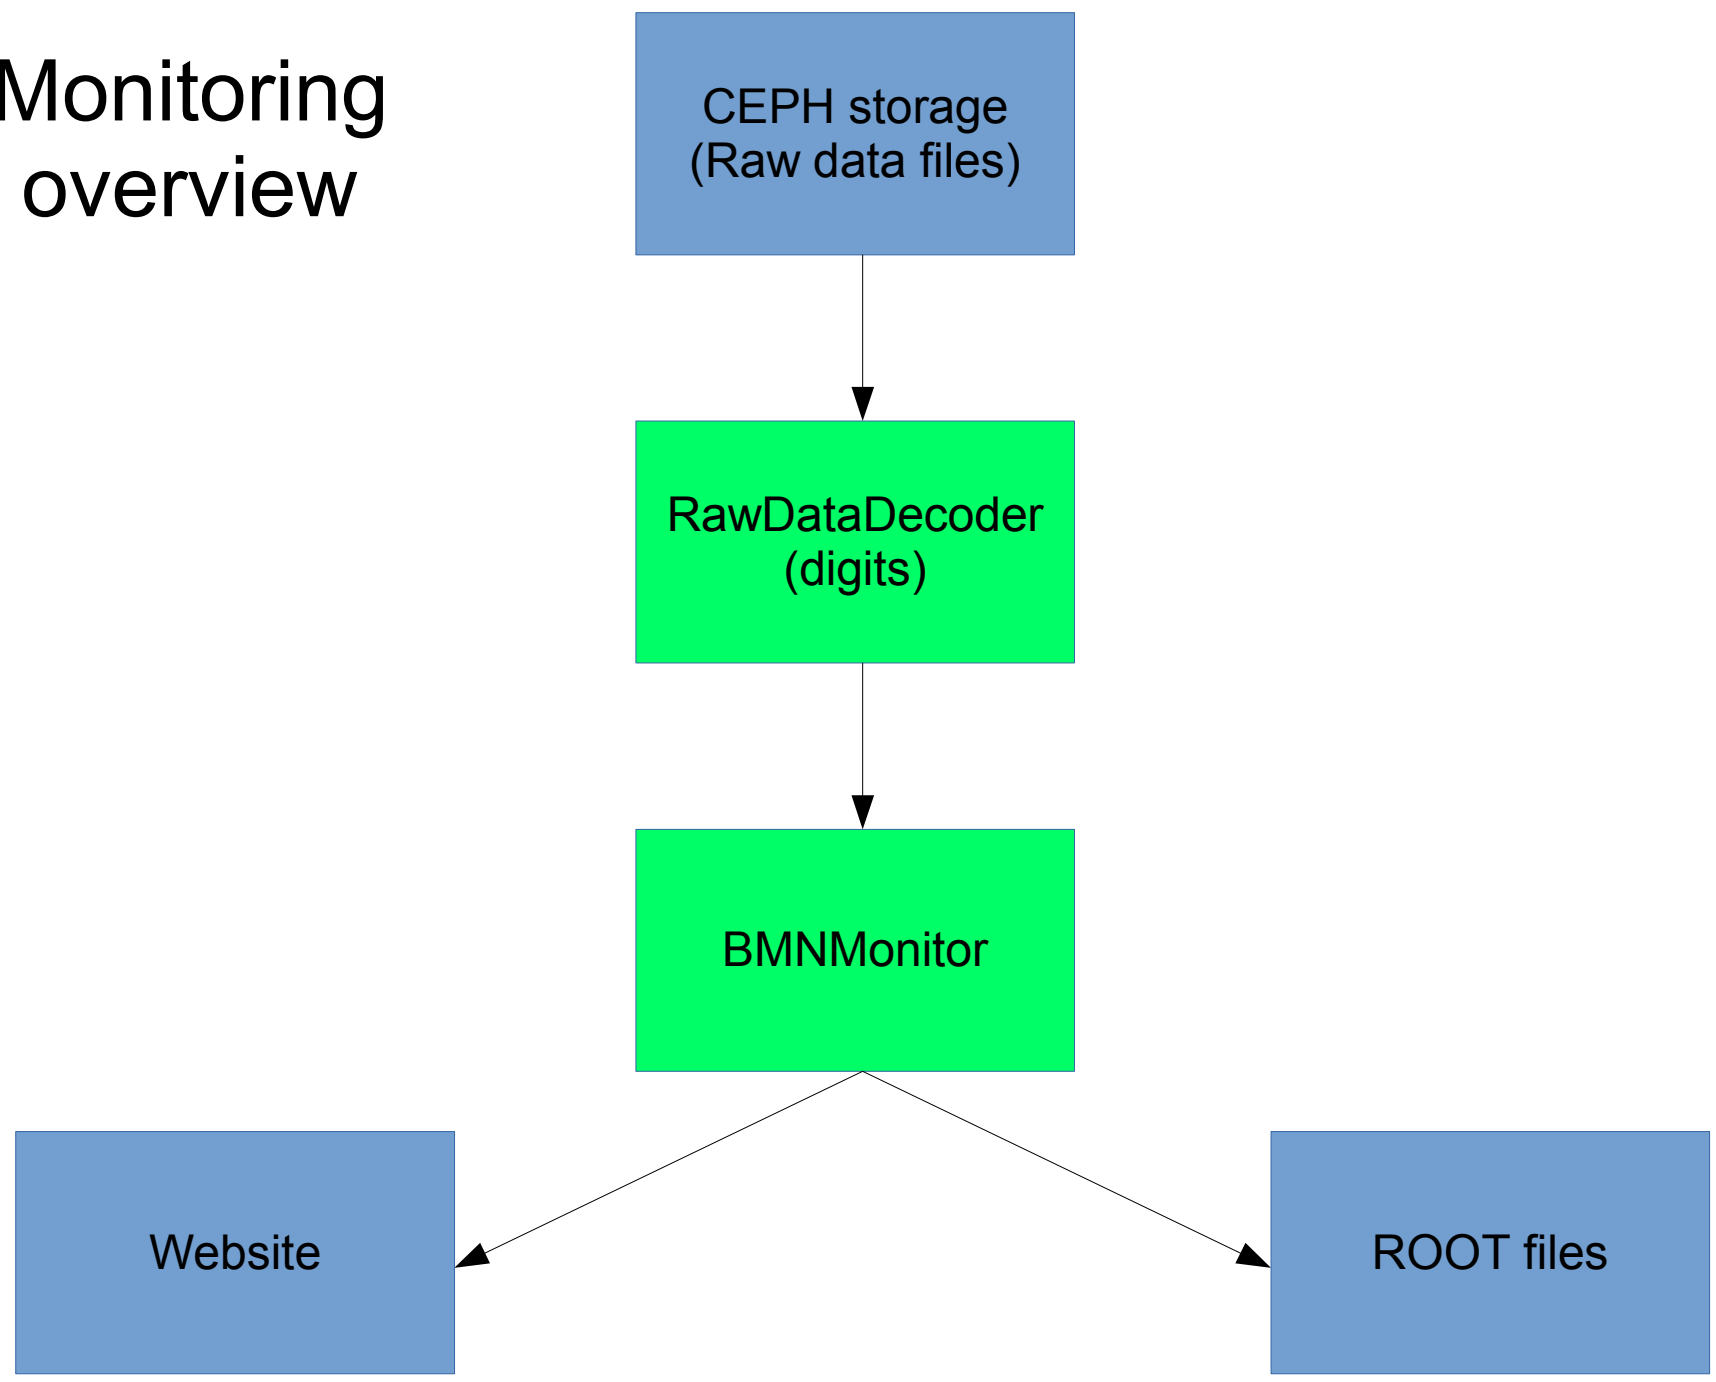 Monitoring
overview
CEPH storage
(Raw data files)
RawDataDecoder
(digits)
BMNMonitor
Website
ROOT files